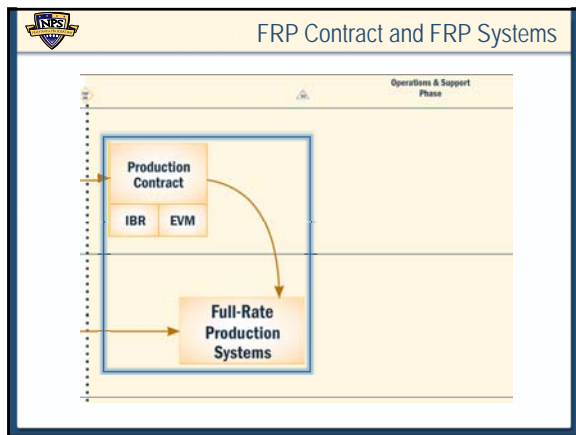 NPS
FRP Contract and FRP Systems
Operations & Support
Phase
Production
Contract
IBR EVM
Full-Rate
Production
Systems